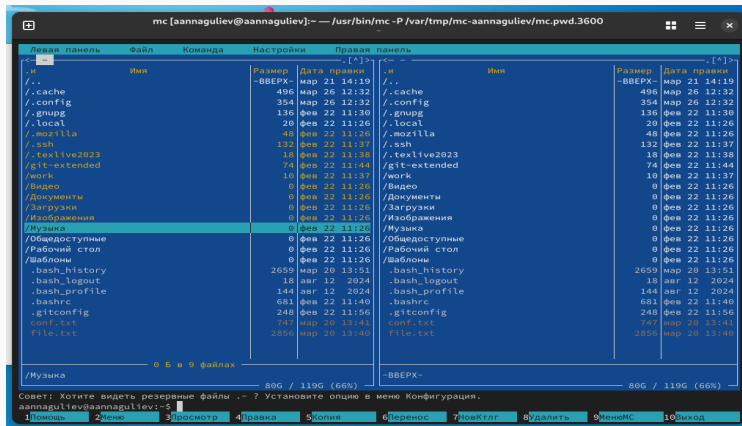 mc [aannaguliev@aannaguliev]:~ — /usr/bin/mc -P /var/tmp/mc-aannaguliev/mc.pwd.3600
~
Левая панель Файл Команда Настройки Правая панель
<— ~ .[^]> <— ~ .[^]>
.и Имя Размер Дата правки .и Имя Размер Дата правки
/.. -ВВЕРХ- мар 21 14:19 /.. -ВВЕРХ- мар 21 14:19
/.cache 496 мар 26 12:32 /.cache 496 мар 26 12:32
/.config 354 мар 26 12:32 /.config 354 мар 26 12:32
/.gnupg 136 фев 22 11:30 /.gnupg 136 фев 22 11:30
/.local 20 фев 22 11:26 /.local 20 фев 22 11:26
/.mozilla 48 фев 22 11:26 /.mozilla 48 фев 22 11:26
/.ssh 132 фев 22 11:37 /.ssh 132 фев 22 11:37
/.texlive2023 18 фев 22 11:38 /.texlive2023 18 фев 22 11:38
/git-extended 74 фев 22 11:44 /git-extended 74 фев 22 11:44
/work 10 фев 22 11:37 /work 10 фев 22 11:37
/Видео 0 фев 22 11:26 /Видео 0 фев 22 11:26
/Документы 0 фев 22 11:26 /Документы 0 фев 22 11:26
/Загрузки 0 фев 22 11:26 /Загрузки 0 фев 22 11:26
/Изображения 0 фев 22 11:26 /Изображения 0 фев 22 11:26
/Музыка 0 фев 22 11:26 /Музыка 0 фев 22 11:26
/Общедоступные 0 фев 22 11:26 /Общедоступные 0 фев 22 11:26
/Рабочий стол 0 фев 22 11:26 /Рабочий стол 0 фев 22 11:26
/Шаблоны 0 фев 22 11:26 /Шаблоны 0 фев 22 11:26
.bash_history 2659 мар 20 13:51 .bash_history 2659 мар 20 13:51
.bash_logout 18 авг 12 2024 .bash_logout 18 авг 12 2024
.bash_profile 144 авг 12 2024 .bash_profile 144 авг 12 2024
.bashrc 681 фев 22 11:40 .bashrc 681 фев 22 11:40
.gitconfig 248 фев 22 11:56 .gitconfig 248 фев 22 11:56
conf.txt 747 мар 20 13:41 conf.txt 747 мар 20 13:41
file.txt 2856 мар 20 13:41 file.txt 2856 мар 20 13:41
0 Б в 9 файлах
/Музыка -ВВЕРХ-
80G / 119G (66%) 80G / 119G (66%)
Совет: Хотите видеть резервные файлы .~ ? Установите опцию в меню Конфигурация.
aannaguliev@aannaguliev:~$
1Помощь 2Меню 3Просмотр 4Правка 5Копия 6Перенос 7НовКтлг 8Удалить 9МенюMC 10Выход